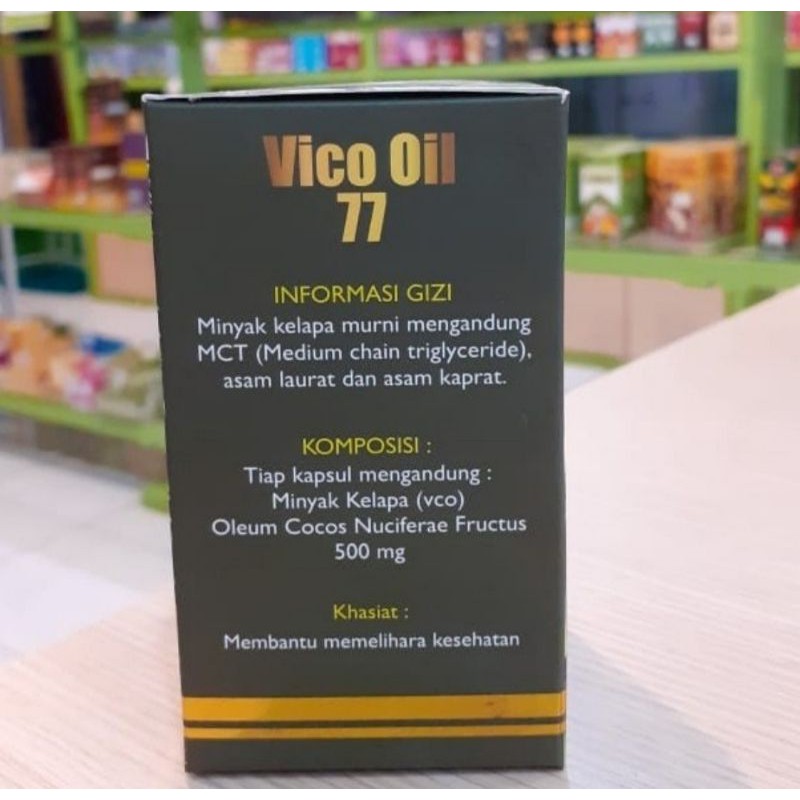 Vico Oil
77
INFORMASI GIZI
Minyak kelapa murni mengandung
MCT (Medium chain triglyceride),
asam laurat dan asam kaprat.
KOMPOSISI :
Tiap kapsul mengandung :
Minyak Kelapa (vco)
Oleum Cocos Nuciferae Fructus
500 mg
Khasiat :
Membantu memelihara kesehatan